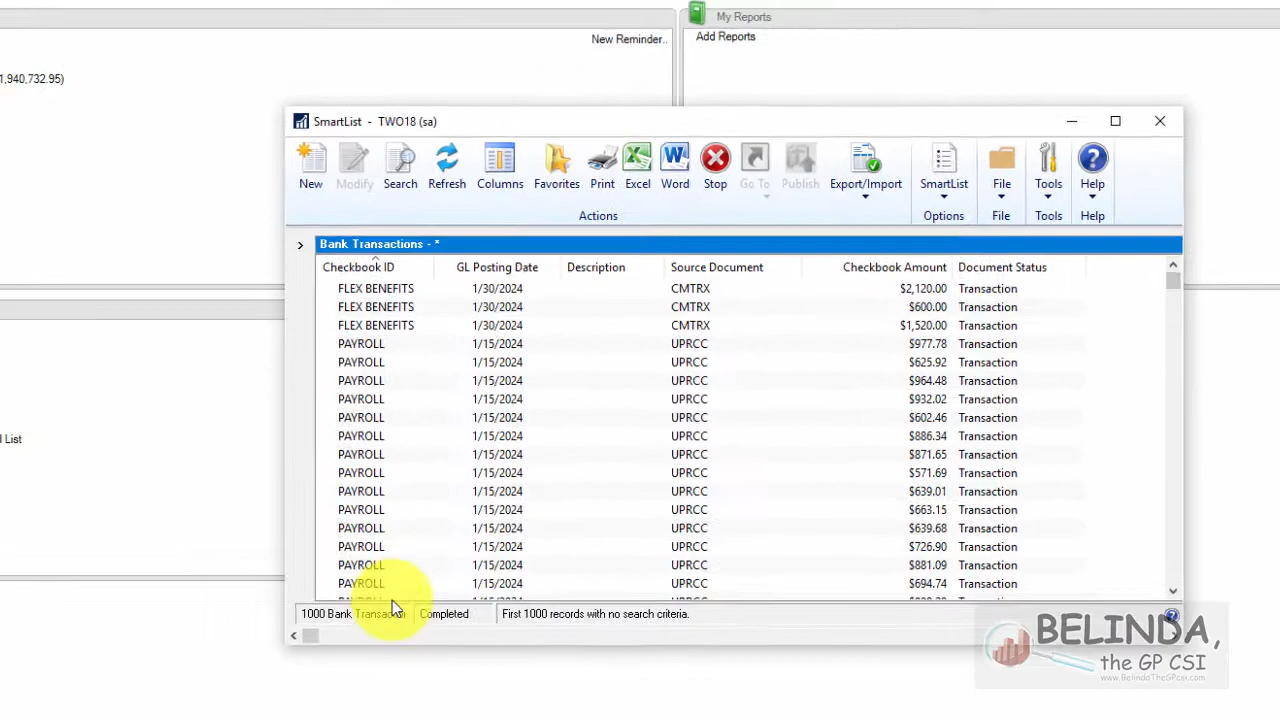 My Reports
New Reminder..
Add Reports
1,940,732.95)
SmartList - TWO18 (sa)
New Modify Search Refresh Columns Favorites Print Excel Word Stop Go To Publish Export/Import SmartList File Tools Help
Actions Options File Tools Help
Bank Transactions - *
Checkbook ID GL Posting Date Description Source Document Checkbook Amount Document Status
FLEX BENEFITS 1/30/2024 CMTRX $2,120.00 Transaction
FLEX BENEFITS 1/30/2024 CMTRX $600.00 Transaction
FLEX BENEFITS 1/30/2024 CMTRX $1,520.00 Transaction
PAYROLL 1/15/2024 UPRCC $977.78 Transaction
PAYROLL 1/15/2024 UPRCC $625.92 Transaction
PAYROLL 1/15/2024 UPRCC $964.48 Transaction
PAYROLL 1/15/2024 UPRCC $932.02 Transaction
PAYROLL 1/15/2024 UPRCC $602.46 Transaction
PAYROLL 1/15/2024 UPRCC $886.34 Transaction
l List
PAYROLL 1/15/2024 UPRCC $871.65 Transaction
PAYROLL 1/15/2024 UPRCC $571.69 Transaction
PAYROLL 1/15/2024 UPRCC $639.01 Transaction
PAYROLL 1/15/2024 UPRCC $663.15 Transaction
PAYROLL 1/15/2024 UPRCC $639.68 Transaction
PAYROLL 1/15/2024 UPRCC $726.90 Transaction
PAYROLL 1/15/2024 UPRCC $881.09 Transaction
PAYROLL 1/15/2024 UPRCC $694.74 Transaction
1000 Bank Completed First 1000 records with no search criteria.
BELINDA,
the GP CSI
www.BelindaTheGPcsi.com